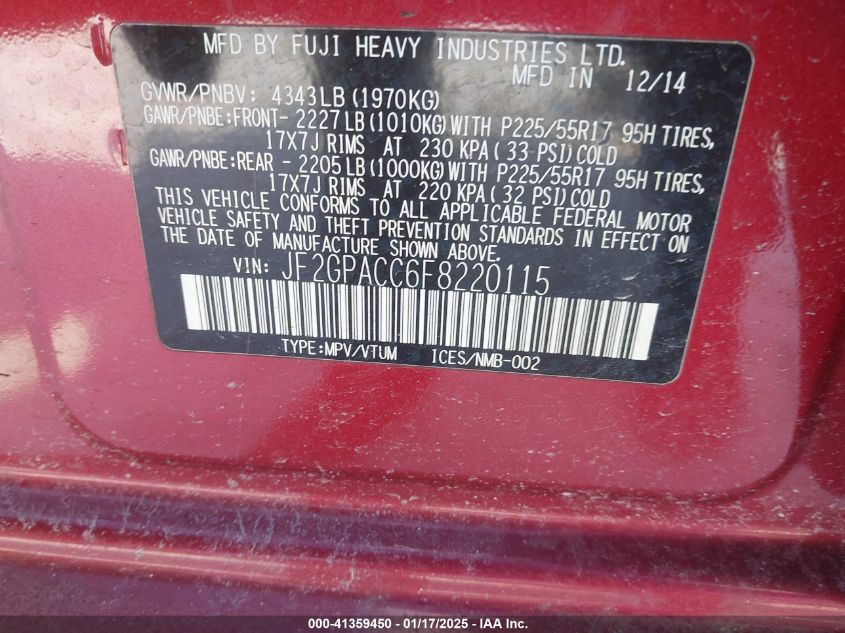 MFD BY FUJI HEAVY INDUSTRIES LTD.
MFD IN 12/14
GVWR/PNBV: 4343LB (1970KG)
GAWR/PNBE:FRONT- 2227LB(1010KG)WITH P225/55R17 95H TIRES,
17X7J RIMS AT 230 KPA( 33 PSI)COLD
GAWR/PNBE:REAR - 2205LB(1000KG)WITH P225/55R17 95H TIRES,
17X7J RIMS AT 220 KPA( 32 PSI)COLD
THIS VEHICLE CONFORMS TO ALL APPLICABLE FEDERAL MOTOR
VEHICLE SAFETY AND THEFT PREVENTION STANDARDS IN EFFECT ON
THE DATE OF MANUFACTURE SHOWN ABOVE.
VIN: JF2GPACC6F8220115
TYPE:MPV/VTUM ICES/NMB-002
000-41359450 - 01/17/2025 - © IAA Holdings, Inc.